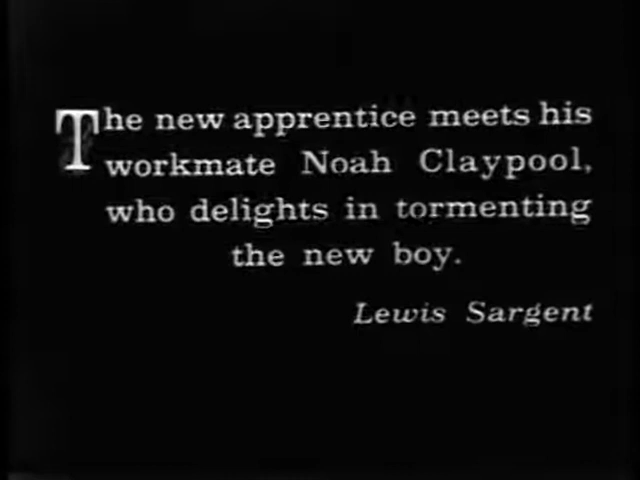 The new apprentice meets his
workmate Noah Claypool,
who delights in tormenting
the new boy.
Lewis Sargent